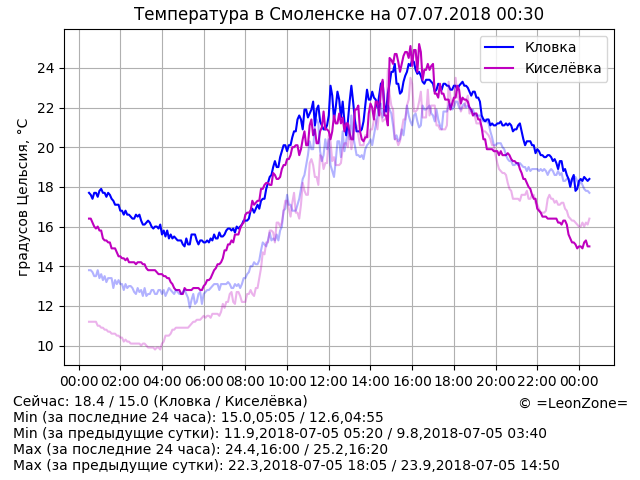 Температура в Смоленске на 07.07.2018 00:30
Кловка
Киселёвка
градусов Цельсия, °C
24
22
20
18
16
14
12
10
00:00 02:00 04:00 06:00 08:00 10:00 12:00 14:00 16:00 18:00 20:00 22:00 00:00
Сейчас: 18.4 / 15.0 (Кловка / Киселёвка)
© =LeonZone=
Min (за последние 24 часа): 15.0,05:05 / 12.6,04:55
Min (за предыдущие сутки): 11.9,2018-07-05 05:20 / 9.8,2018-07-05 03:40
Max (за последние 24 часа): 24.4,16:00 / 25.2,16:20
Max (за предыдущие сутки): 22.3,2018-07-05 18:05 / 23.9,2018-07-05 14:50